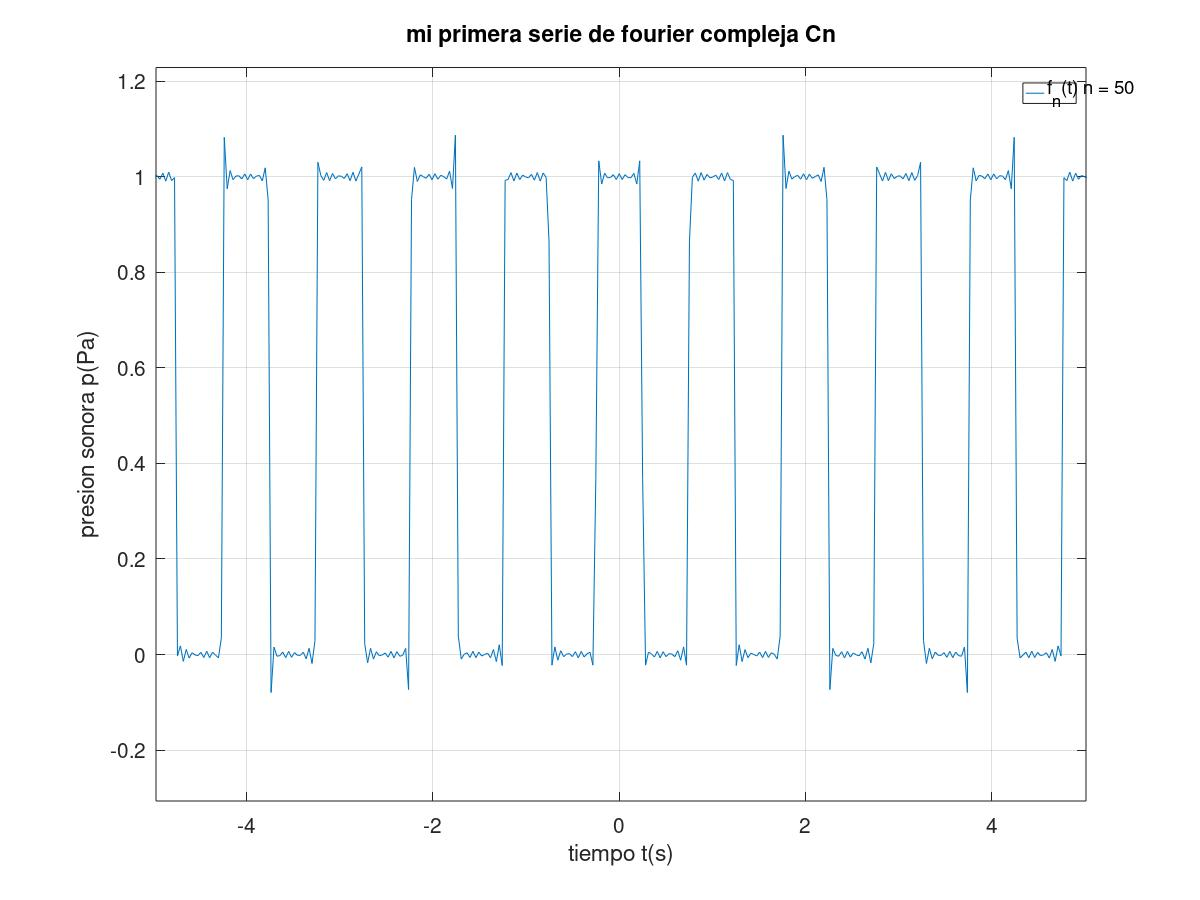 mi primera serie de fourier compleja Cn
1.2
f_n(t) n = 50
1
0.8
0.6
0.4
0.2
0
-0.2
presion sonora p(Pa)
-4 -2 0 2 4
tiempo t(s)